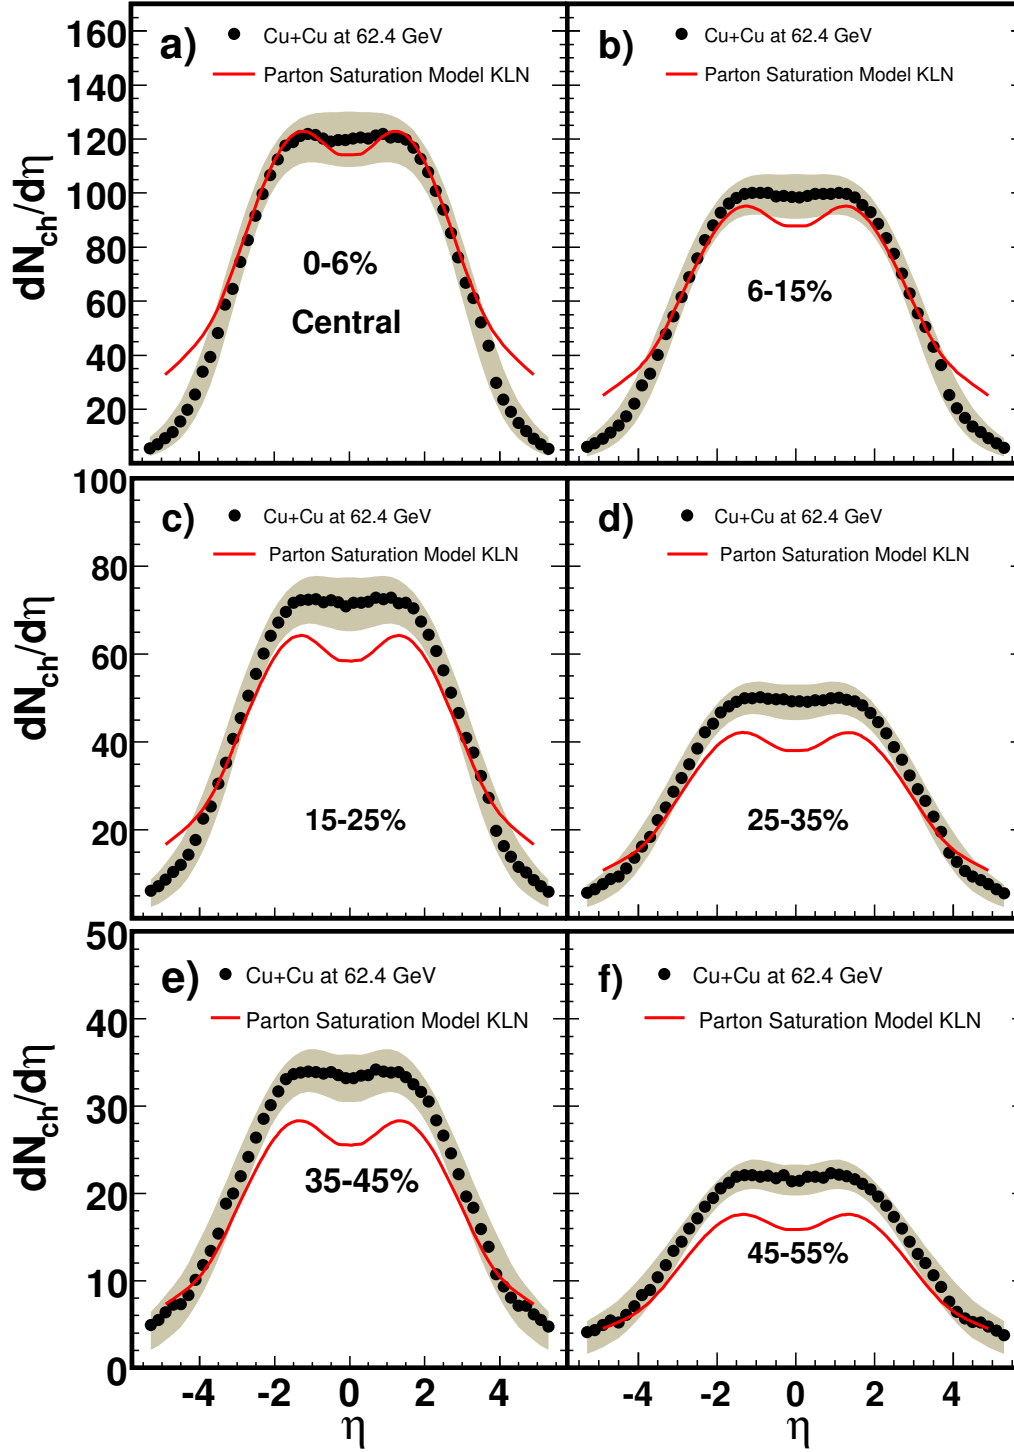 a)
Cu+Cu at 62.4 GeV
Parton Saturation Model KLN
0-6%
Central
160
140
120
100
80
60
40
20
dN_ch/dη
b)
Cu+Cu at 62.4 GeV
Parton Saturation Model KLN
6-15%
c)
Cu+Cu at 62.4 GeV
Parton Saturation Model KLN
15-25%
100
80
60
40
20
dN_ch/dη
d)
Cu+Cu at 62.4 GeV
Parton Saturation Model KLN
25-35%
e)
Cu+Cu at 62.4 GeV
Parton Saturation Model KLN
35-45%
50
40
30
20
10
0
dN_ch/dη
-4 -2 0 2 4
η
f)
Cu+Cu at 62.4 GeV
Parton Saturation Model KLN
45-55%
-4 -2 0 2 4
η